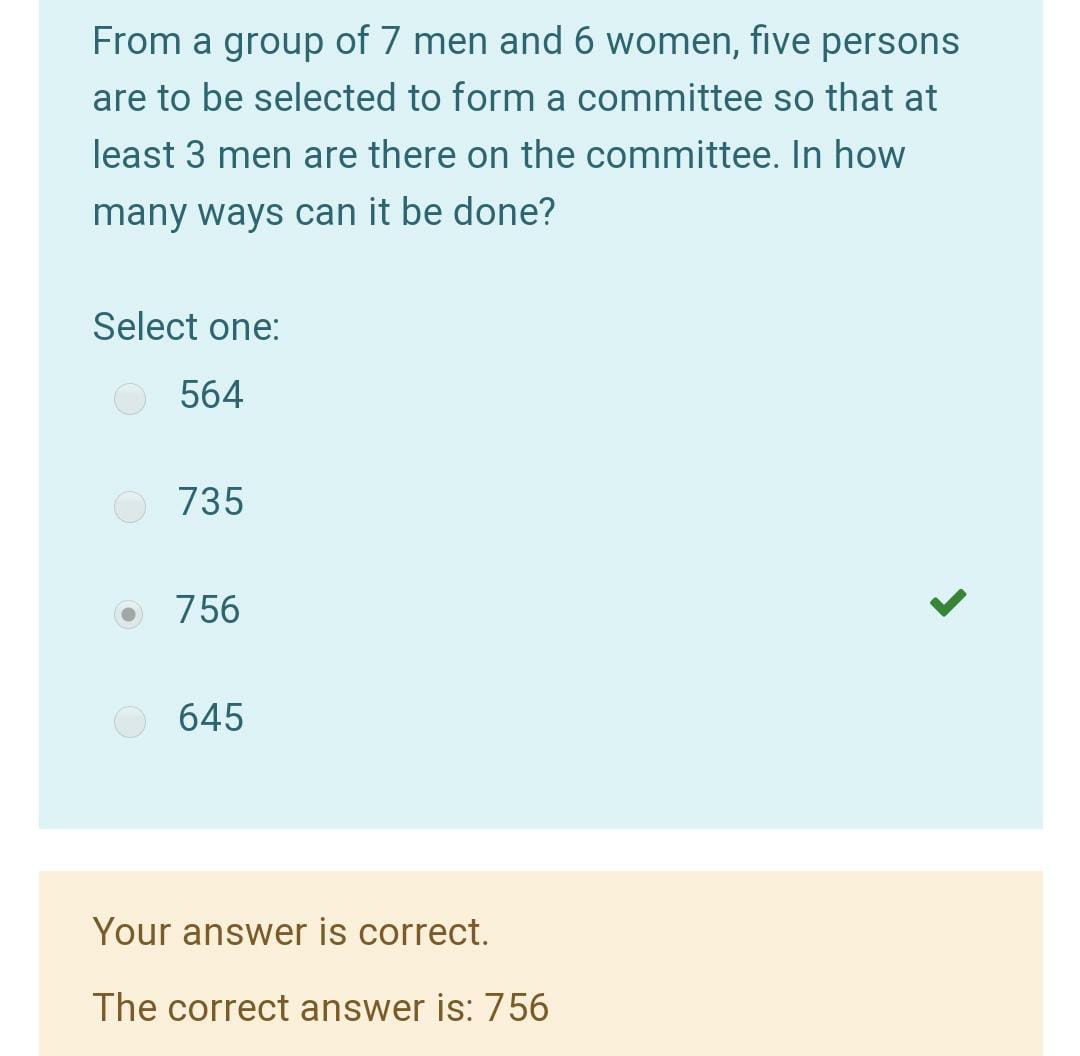 From a group of 7 men and 6 women, five persons
are to be selected to form a committee so that at
least 3 men are there on the committee. In how
many ways can it be done?
Select one:
564
735
756
645
Your answer is correct.
The correct answer is: 756